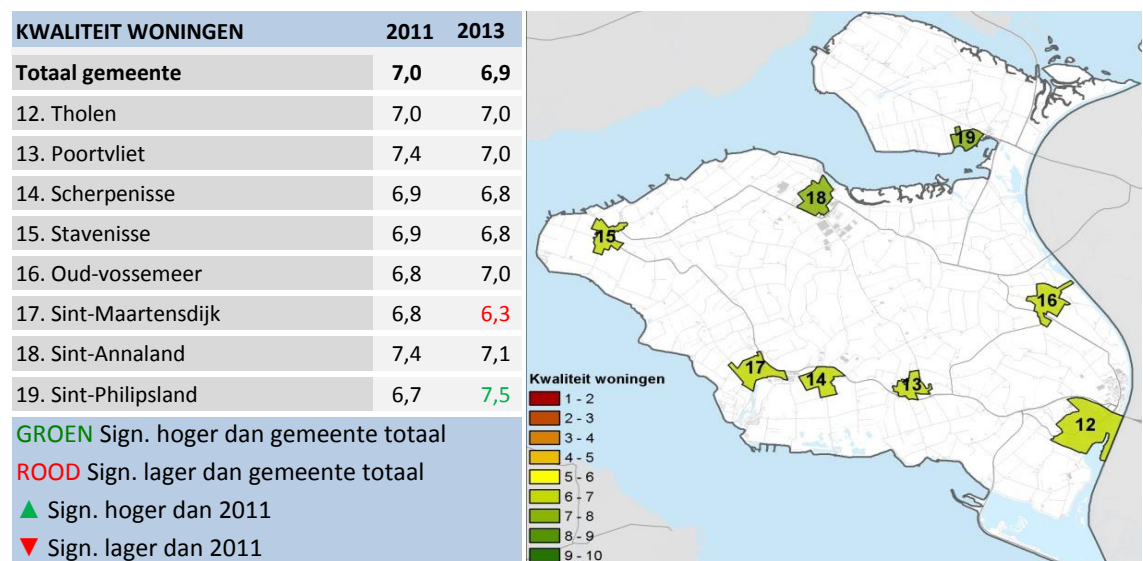 KWALITEIT WONINGEN 2011 2013
Totaal gemeente 7,0 6,9
12. Tholen 7,0 7,0
13. Poortvliet 7,4 7,0
14. Scherpenisse 6,9 6,8
15. Stavenisse 6,9 6,8
16. Oud-vossemeer 6,8 7,0
17. Sint-Maartensdijk 6,8 6,3
18. Sint-Annaland 7,4 7,1
19. Sint-Philipsland 6,7 7,5
GROEN Sign. hoger dan gemeente totaal
ROOD Sign. lager dan gemeente totaal
▲ Sign. hoger dan 2011
▼ Sign. lager dan 2011
19
18
15
16
17
14
13
12
Kwaliteit woningen
1 - 2
2 - 3
3 - 4
4 - 5
5 - 6
6 - 7
7 - 8
8 - 9
9 - 10